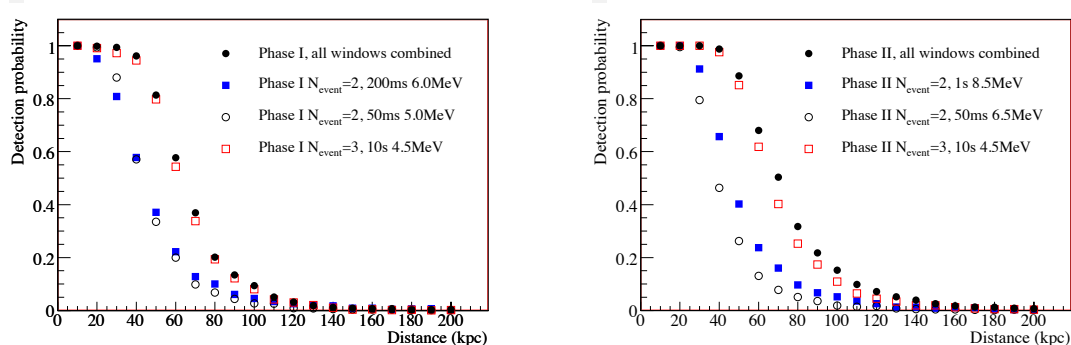 Detection probability
1
0.8
0.6
0.4
0.2
0
Phase I, all windows combined
Phase I N_event=2, 200ms 6.0MeV
Phase I N_event=2, 50ms 5.0MeV
Phase I N_event=3, 10s 4.5MeV
0 20 40 60 80 100 120 140 160 180 200
Distance (kpc)
Detection probability
1
0.8
0.6
0.4
0.2
0
Phase II, all windows combined
Phase II N_event=2, 1s 8.5MeV
Phase II N_event=2, 50ms 6.5MeV
Phase II N_event=3, 10s 4.5MeV
0 20 40 60 80 100 120 140 160 180 200
Distance (kpc)